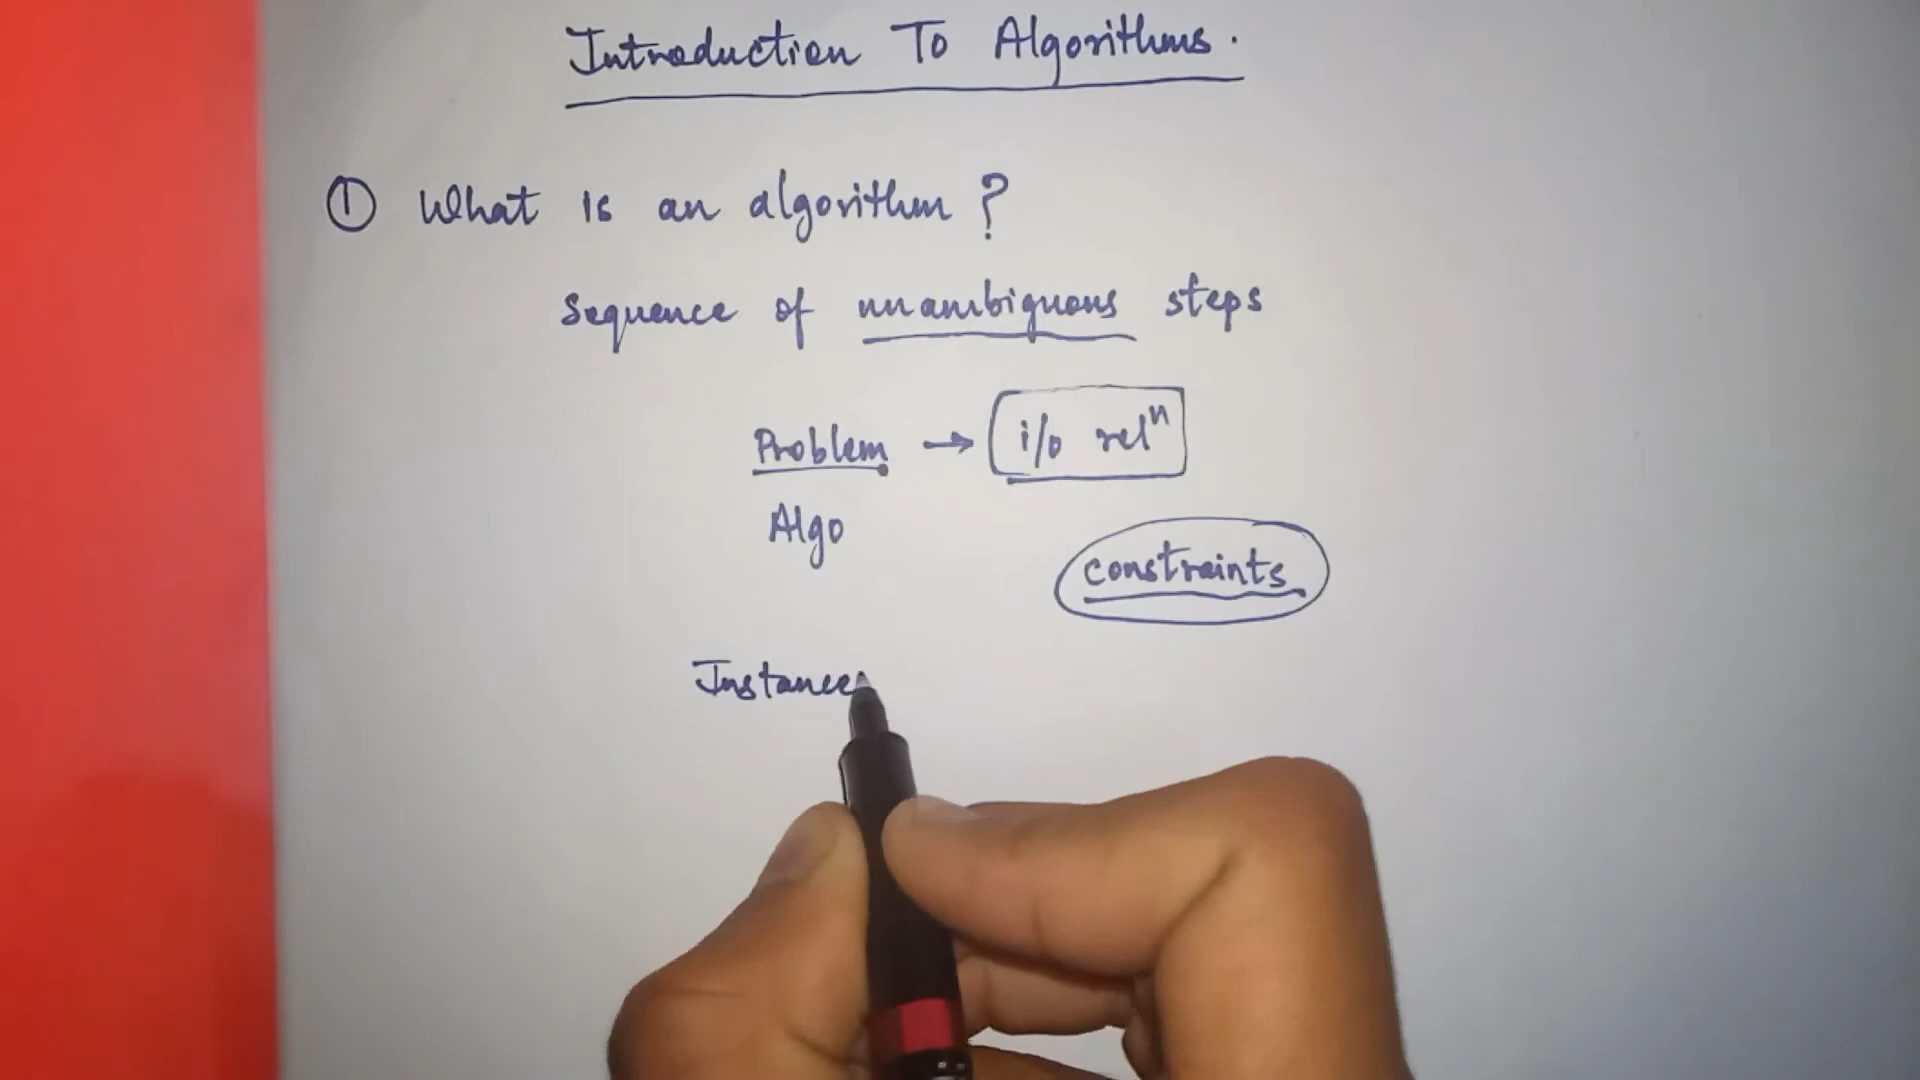 Introduction To Algorithms.
① What is an algorithm?
Sequence of unambiguous steps
Problem → i/o relⁿ
Algo
constraints
Instance